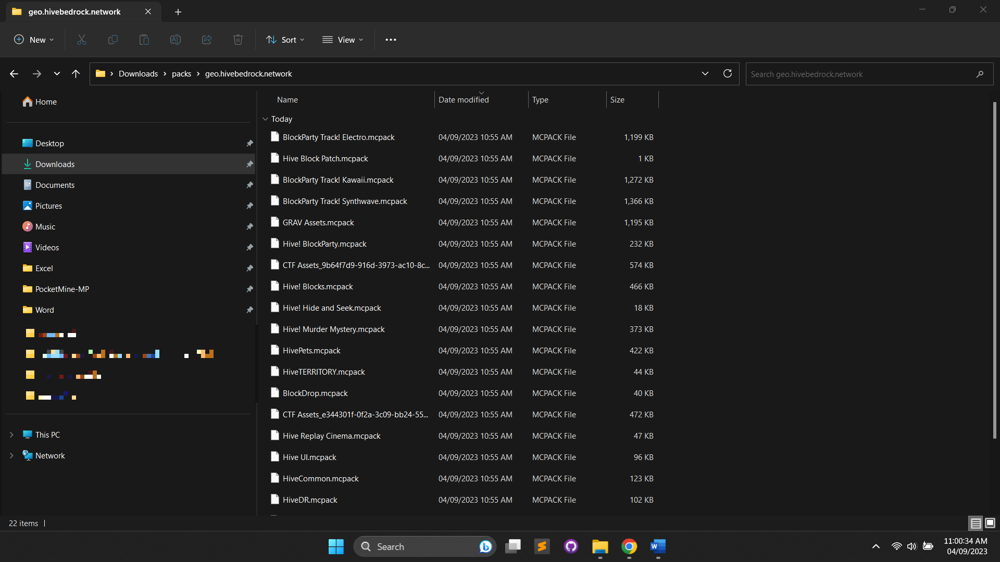 geo.hivebedrock.network
New
Sort
View
Downloads
packs
geo.hivebedrock.network
Search geo.hivebedrock.network
Home
Desktop
Downloads
Documents
Pictures
Music
Videos
Excel
PocketMine-MP
Word
This PC
Network
Name Date modified Type Size
Today
BlockParty Track! Electro.mcpack 04/09/2023 10:55 AM MCPACK File 1,199 KB
Hive Block Patch.mcpack 04/09/2023 10:55 AM MCPACK File 1 KB
BlockParty Track! Kawaii.mcpack 04/09/2023 10:55 AM MCPACK File 1,272 KB
BlockParty Track! Synthwave.mcpack 04/09/2023 10:55 AM MCPACK File 1,366 KB
GRAV Assets.mcpack 04/09/2023 10:55 AM MCPACK File 1,195 KB
Hive! BlockParty.mcpack 04/09/2023 10:55 AM MCPACK File 232 KB
CTF Assets_9b64f7d9-916d-3973-ac10-8c... 04/09/2023 10:55 AM MCPACK File 574 KB
Hive! Blocks.mcpack 04/09/2023 10:55 AM MCPACK File 466 KB
Hive! Hide and Seek.mcpack 04/09/2023 10:55 AM MCPACK File 18 KB
Hive! Murder Mystery.mcpack 04/09/2023 10:55 AM MCPACK File 373 KB
HivePets.mcpack 04/09/2023 10:55 AM MCPACK File 422 KB
HiveTERRITORY.mcpack 04/09/2023 10:55 AM MCPACK File 44 KB
BlockDrop.mcpack 04/09/2023 10:55 AM MCPACK File 40 KB
CTF Assets_e344301f-0f2a-3c09-bb24-55... 04/09/2023 10:55 AM MCPACK File 472 KB
Hive Replay Cinema.mcpack 04/09/2023 10:55 AM MCPACK File 47 KB
Hive UI.mcpack 04/09/2023 10:55 AM MCPACK File 96 KB
HiveCommon.mcpack 04/09/2023 10:55 AM MCPACK File 123 KB
HiveDR.mcpack 04/09/2023 10:55 AM MCPACK File 102 KB
22 items
Search
11:00:34 AM
04/09/2023